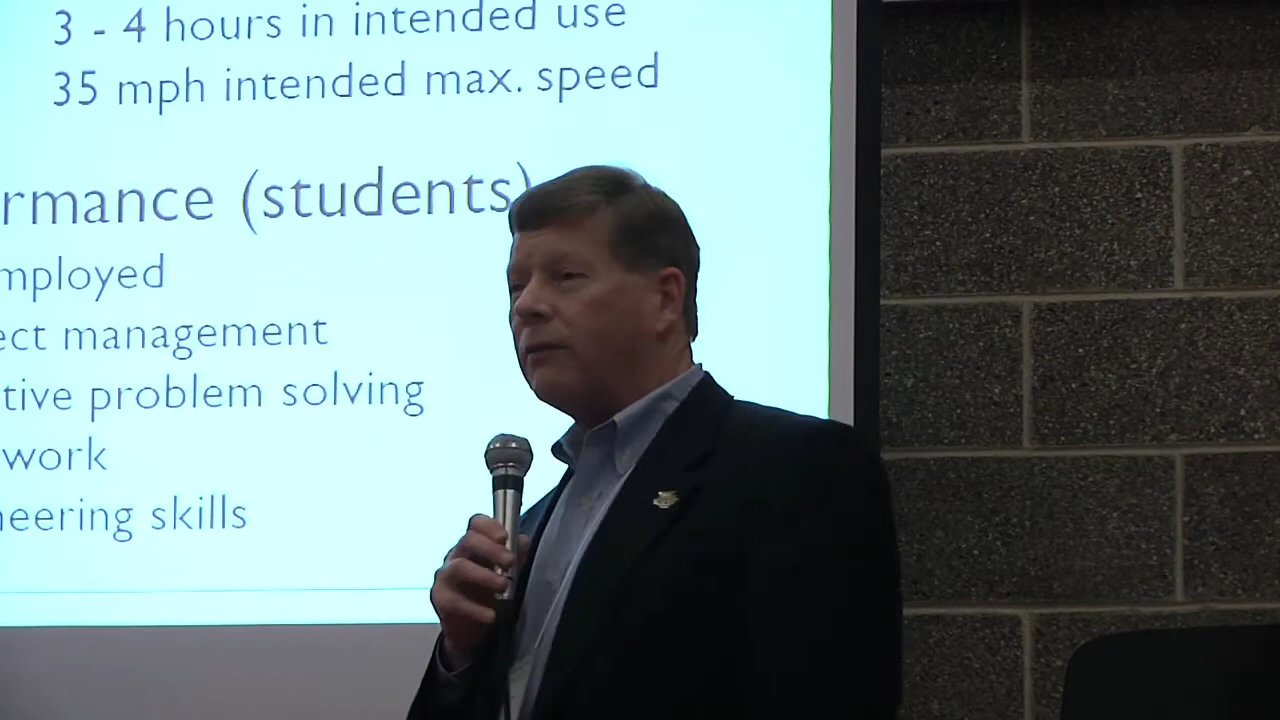 3 - 4 hours in intended use
35 mph intended max. speed
rmance (students)
mployed
ect management
tive problem solving
work
neering skills